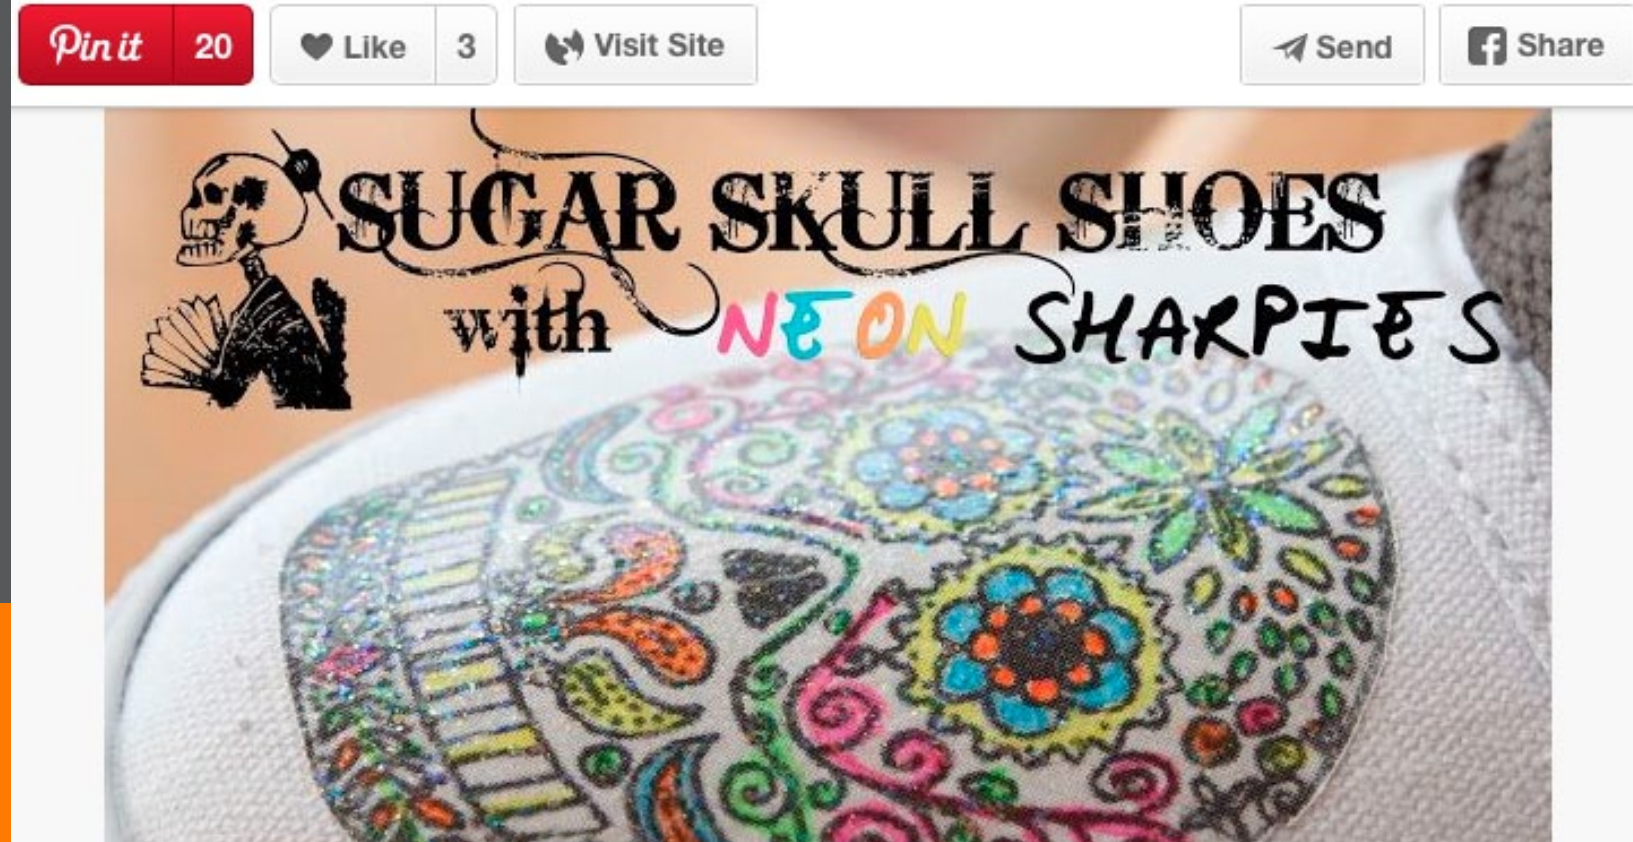 Pin it 20 Like 3 Visit Site Send Share
SUGAR SKULL SHOES
with NEON SHARPIES